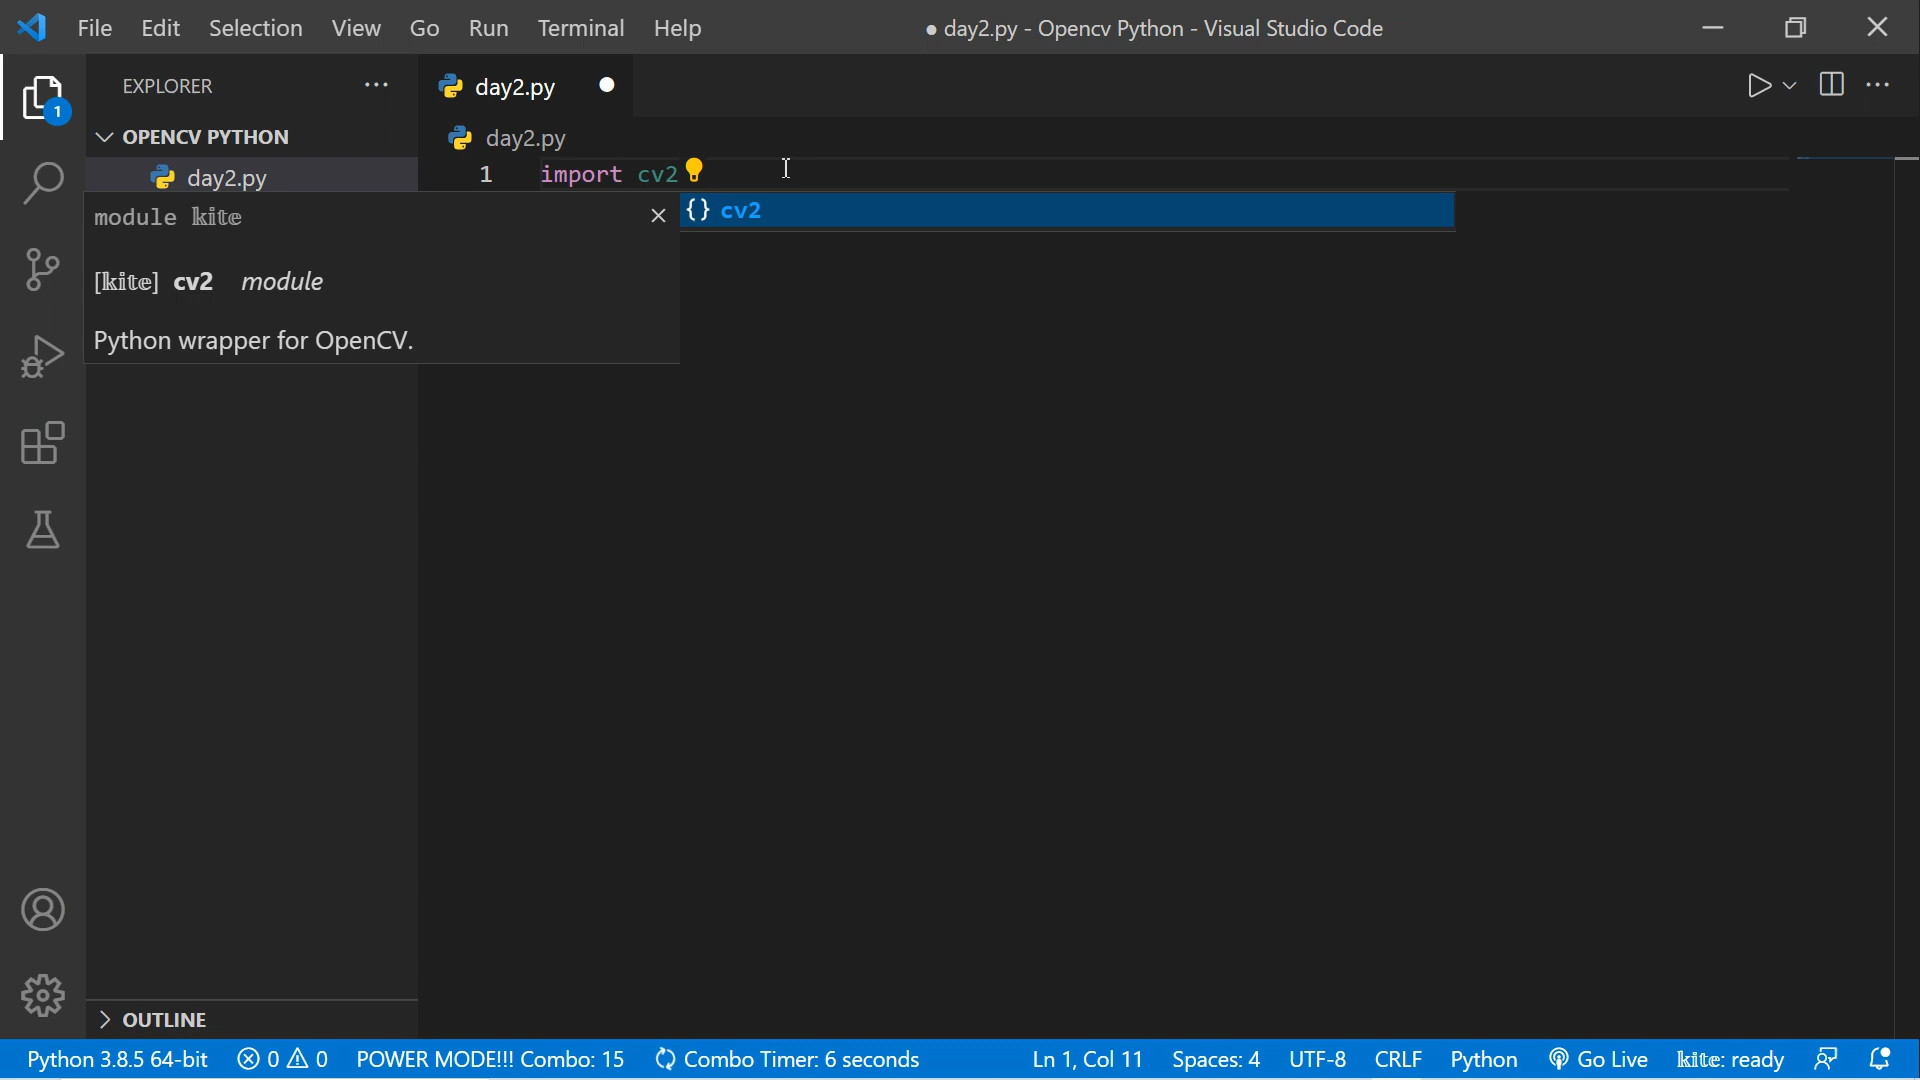 File Edit Selection View Go Run Terminal Help
● day2.py - Opencv Python - Visual Studio Code
EXPLORER
day2.py
1
OPENCV PYTHON
day2.py
day2.py
1 import cv2
module kite
{} cv2
[kite] cv2 module
Python wrapper for OpenCV.
OUTLINE
Python 3.8.5 64-bit 0 0 POWER MODE!!! Combo: 15 Combo Timer: 6 seconds Ln 1, Col 11 Spaces: 4 UTF-8 CRLF Python Go Live kite: ready